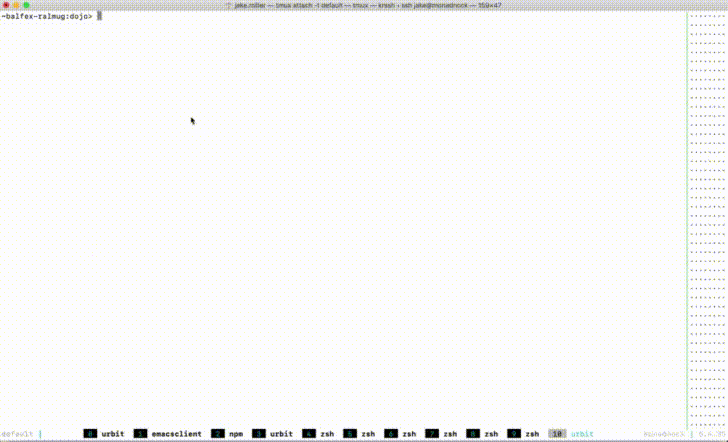 jake.miller — tmux attach -t default — tmux — kresh • ssh jake@monadnock — 159×47
~balfex-ralmug:dojo>
default | 0 urbit 1 emacsclient 2 npm 3 urbit 4 zsh 5 zsh 6 zsh 7 zsh 8 zsh 9 zsh 10 urbit monadnock |